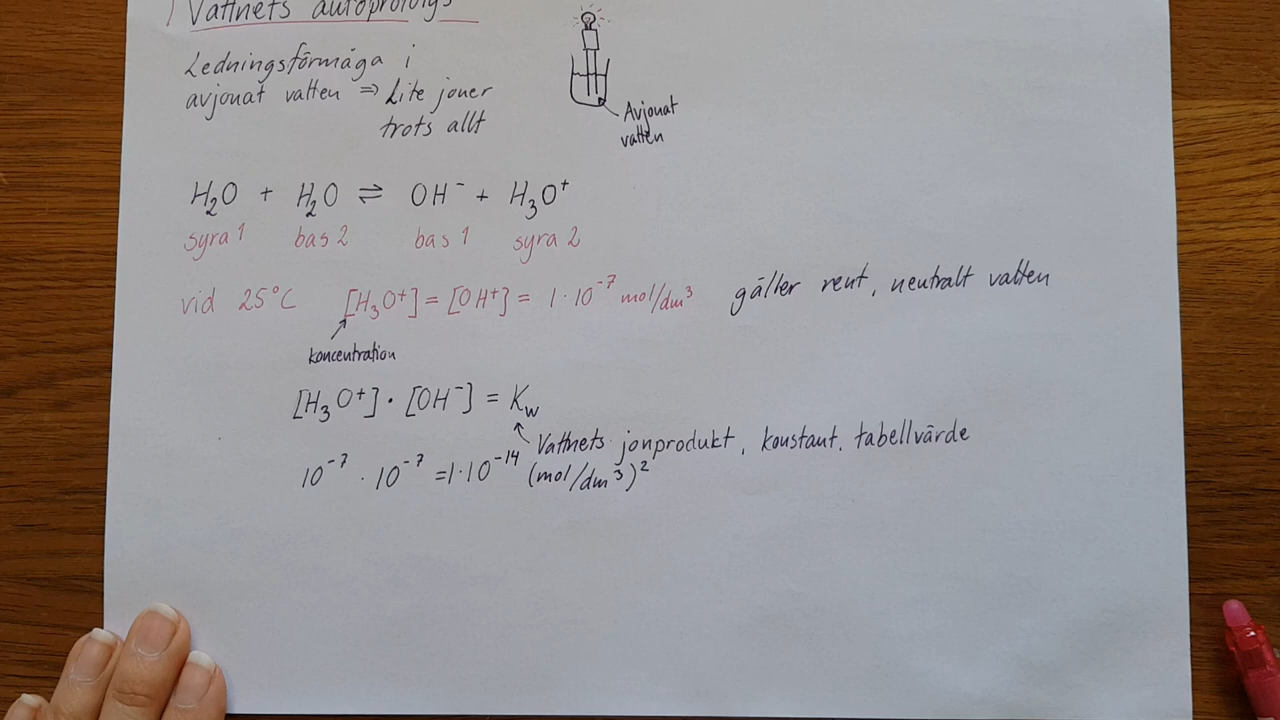 Vattnets autoprotolys
Ledningsförmåga i
avjonat vatten ⇒ Lite joner
trots allt
Avjonat
vatten
H₂O + H₂O ⇌ OH⁻ + H₃O⁺
syra 1 bas 2 bas 1 syra 2
vid 25°C [H₃O⁺] = [OH⁺] = 1·10⁻⁷ mol/dm³ gäller rent, neutralt vatten
koncentration
[H₃O⁺]·[OH⁻] = Kw
Vattnets jonprodukt, konstant, tabellvärde
10⁻⁷ · 10⁻⁷ = 1·10⁻¹⁴ (mol/dm³)²